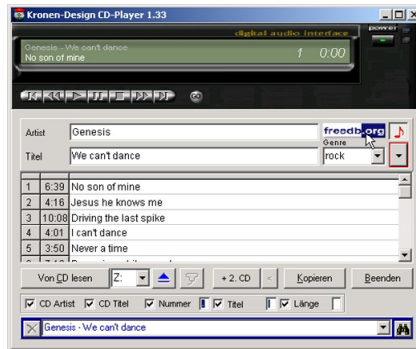 Kronen-Design CD-Player 1.33
digital audio interface
power
Genesis - We can't dance
No son of mine
1 0:00
GO
Artist Genesis
freedb.org
Genre
Titel We can't dance
rock
1 6:39 No son of mine
2 4:16 Jesus he knows me
3 10:08 Driving the last spike
4 4:01 I can't dance
5 3:50 Never a time
Von CD lesen Z: + 2. CD < Kopieren Beenden
CD Artist CD Titel Nummer Titel Länge
Genesis - We can't dance